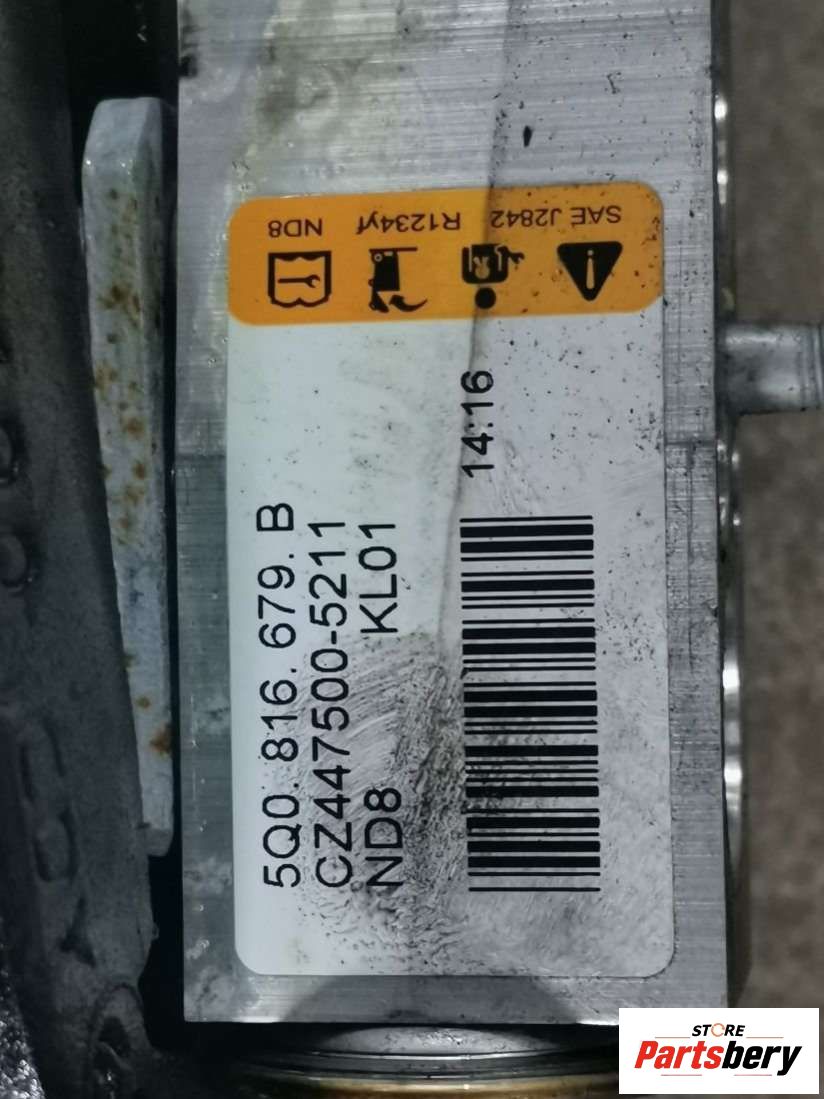 SAE J2842 R1234yf ND8
5Q0. 816. 679. B
CZ447500-5211
ND8 KL01
14:16
STORE
Partsbery